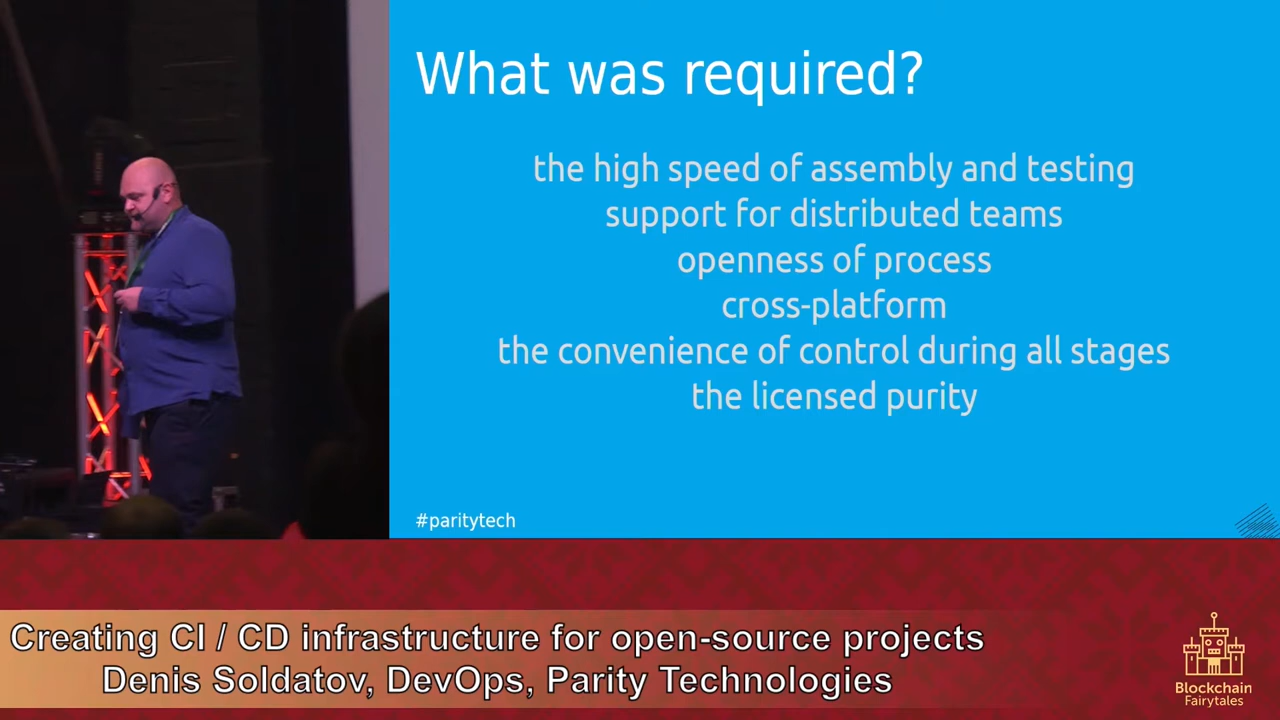 What was required?
the high speed of assembly and testing
support for distributed teams
openness of process
cross-platform
the convenience of control during all stages
the licensed purity
#paritytech
Creating CI / CD infrastructure for open-source projects
Denis Soldatov, DevOps, Parity Technologies
Blockchain
Fairytales